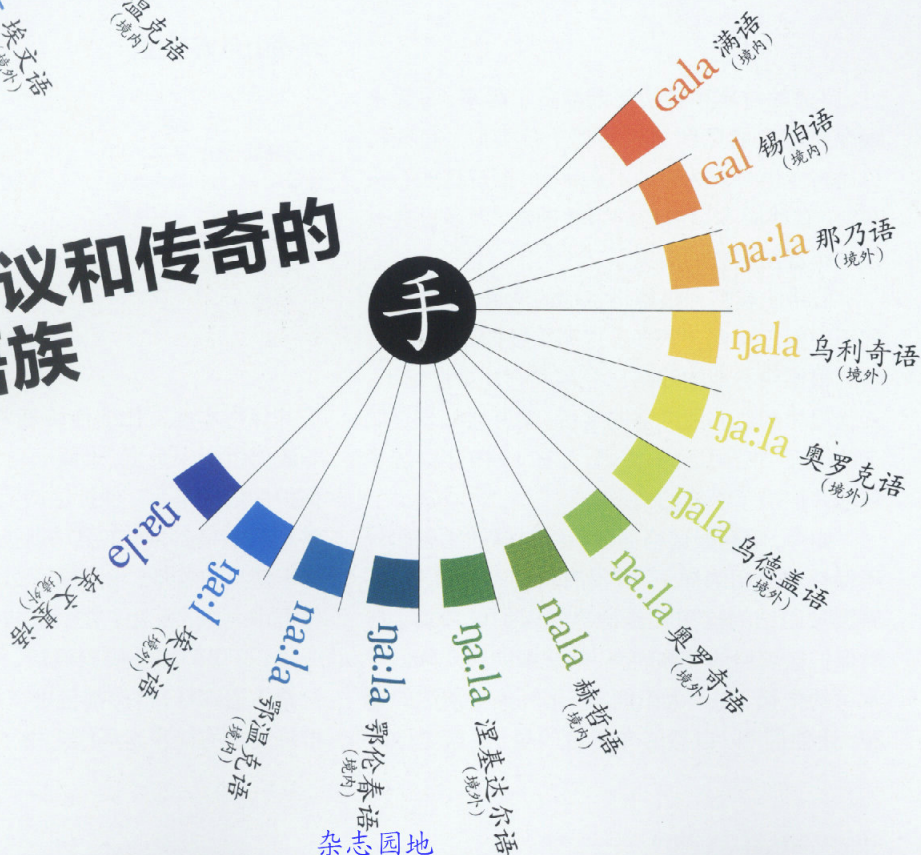 埃文语
(境外)
温克语
(境内)
议和传奇的
语族
手
ɢala 满语
(境内)
ɢal 锡伯语
(境内)
ŋa:la 那乃语
(境外)
ŋala 乌利奇语
(境外)
ŋa:la 奥罗克语
(境外)
ŋala 乌德盖语
(境外)
ŋa:la 奥罗奇语
(境外)
nala 赫哲语
(境内)
ŋa:la 涅基达尔语
(境外)
ŋa:la 鄂伦春语
(境内)
na:la 鄂温克语
(境内)
ŋa:l 埃文语
(境外)
ŋa:lə 埃文基语
(境外)
杂志园地